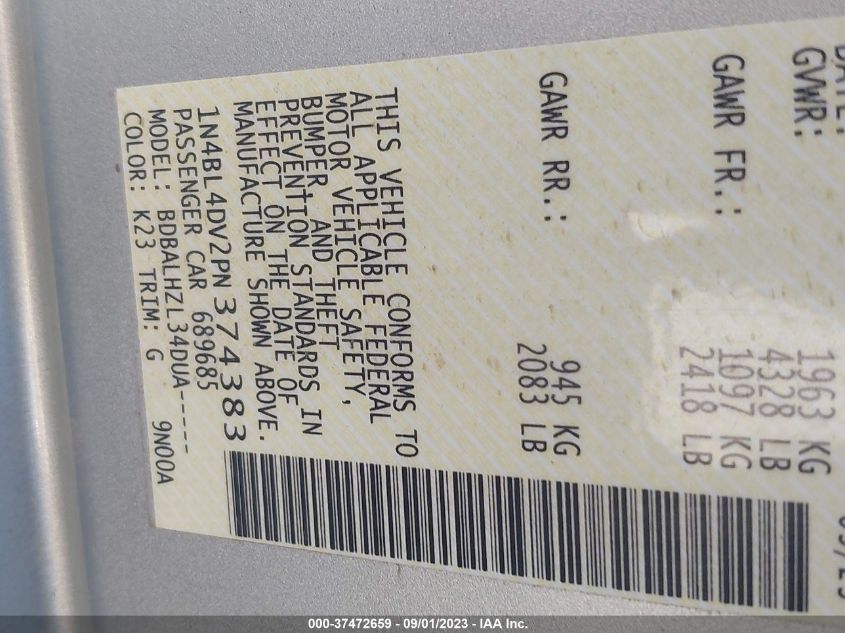 GVWR: 1963 KG
4328 LB
GAWR FR.: 1097 KG
2418 LB
GAWR RR.: 945 KG
2083 LB
THIS VEHICLE CONFORMS TO
ALL APPLICABLE FEDERAL
MOTOR VEHICLE SAFETY,
BUMPER, AND THEFT
PREVENTION STANDARDS IN
EFFECT ON THE DATE OF
MANUFACTURE SHOWN ABOVE.
1N4BL4DV2PN374383
PASSENGER CAR 689685
MODEL: BDBALHZL34DUA-----
COLOR: K23 TRIM: G 9N00A
000-37472659 - 09/01/2023 - IAA Inc.